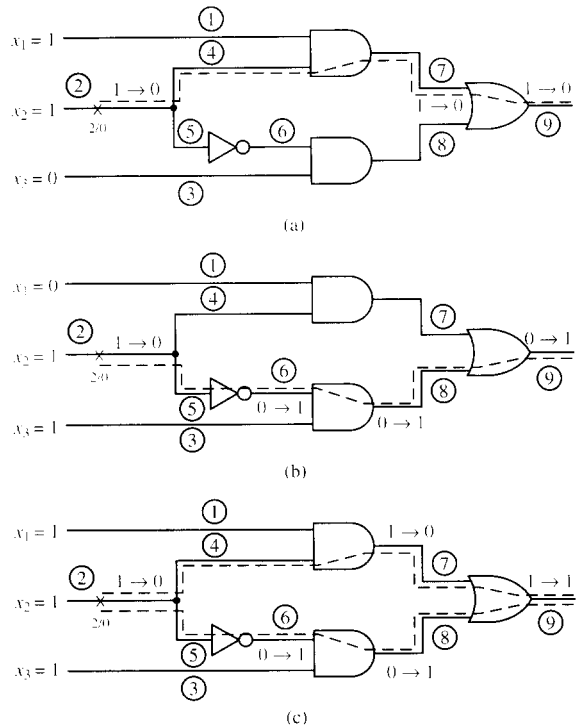 1
x₁ = 1
4
2
1 → 0
7
1 → 0
→ 0
x₂ = 1
2/0
5
6
9
8
x₃ = 0
3
(a)
1
x₁ = 0
4
2
1 → 0
7
0 → 1
x₂ = 1
2/0
6
9
5
0 → 1
8
x₃ = 1
0 → 1
3
(b)
1
x₁ = 1
1 → 0
4
2
1 → 0
7
1 → 1
x₂ = 1
2/0
6
9
5
0 → 1
8
x₃ = 1
0 → 1
3
(c)